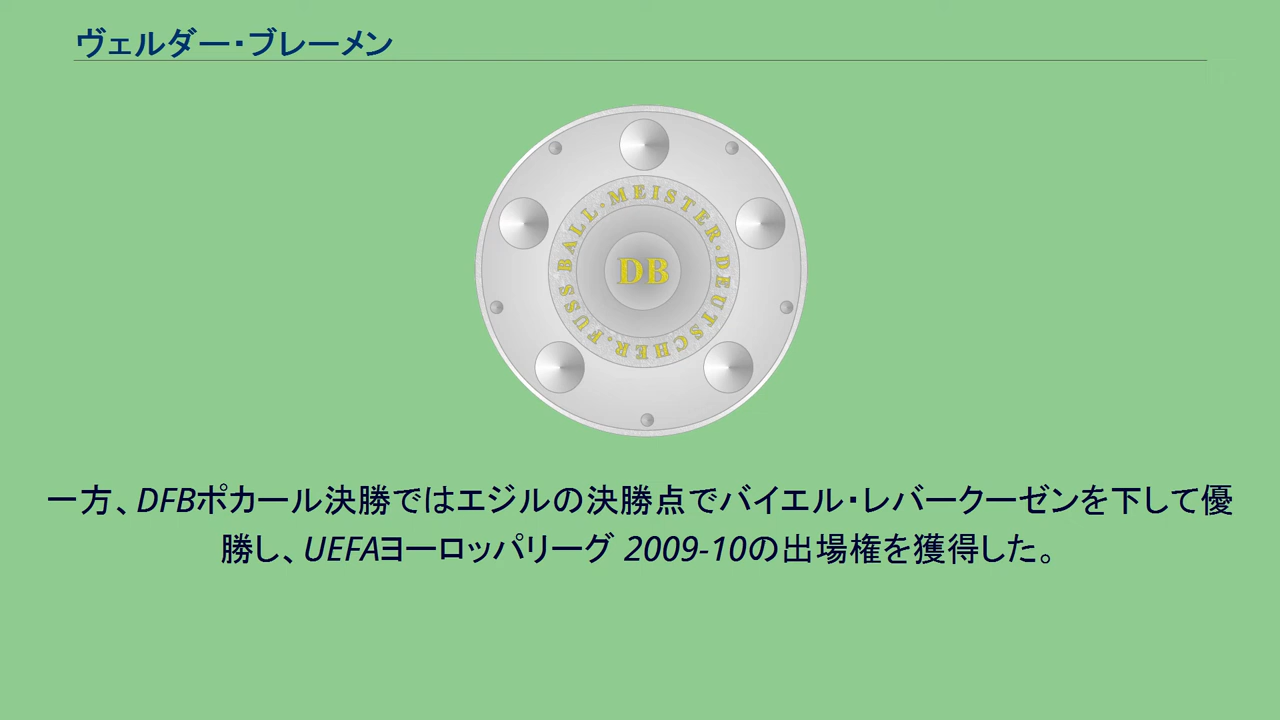 ヴェルダー・ブレーメン
MEISTER.DEUTSCHER.FUSSBALL.
DB
一方、DFBポカール決勝ではエジルの決勝点でバイエル・レバークーゼンを下して優
勝し、UEFAヨーロッパリーグ 2009-10の出場権を獲得した。